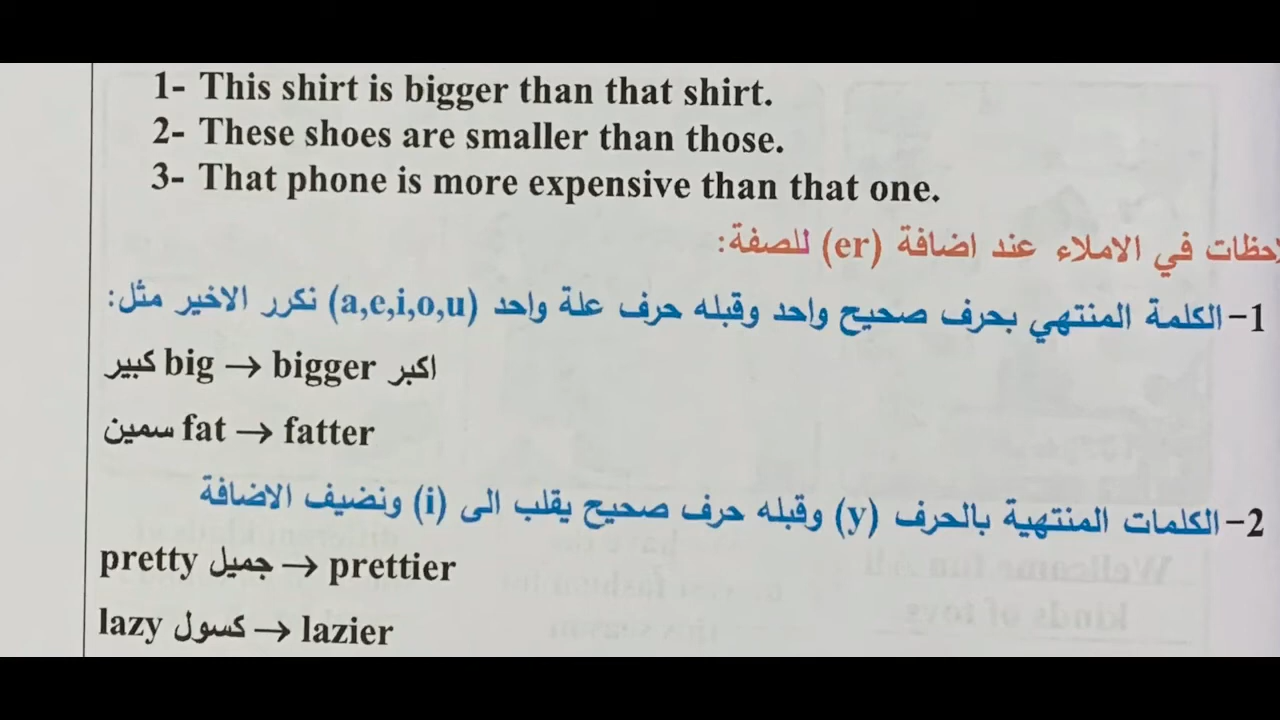 1- This shirt is bigger than that shirt.
2- These shoes are smaller than those.
3- That phone is more expensive than that one.
في الاملاء عند اضافة (er) للصفة:
1- الكلمة المنتهي بحرف صحيح واحد وقبله حرف علة واحد (a,e,i,o,u) نكرر الاخير مثل:
كبير big → bigger اكبر
سمين fat → fatter
2- الكلمات المنتهية بالحرف (y) وقبله حرف صحيح يقلب الى (i) ونضيف الاضافة
pretty جميل → prettier
lazy كسول → lazier